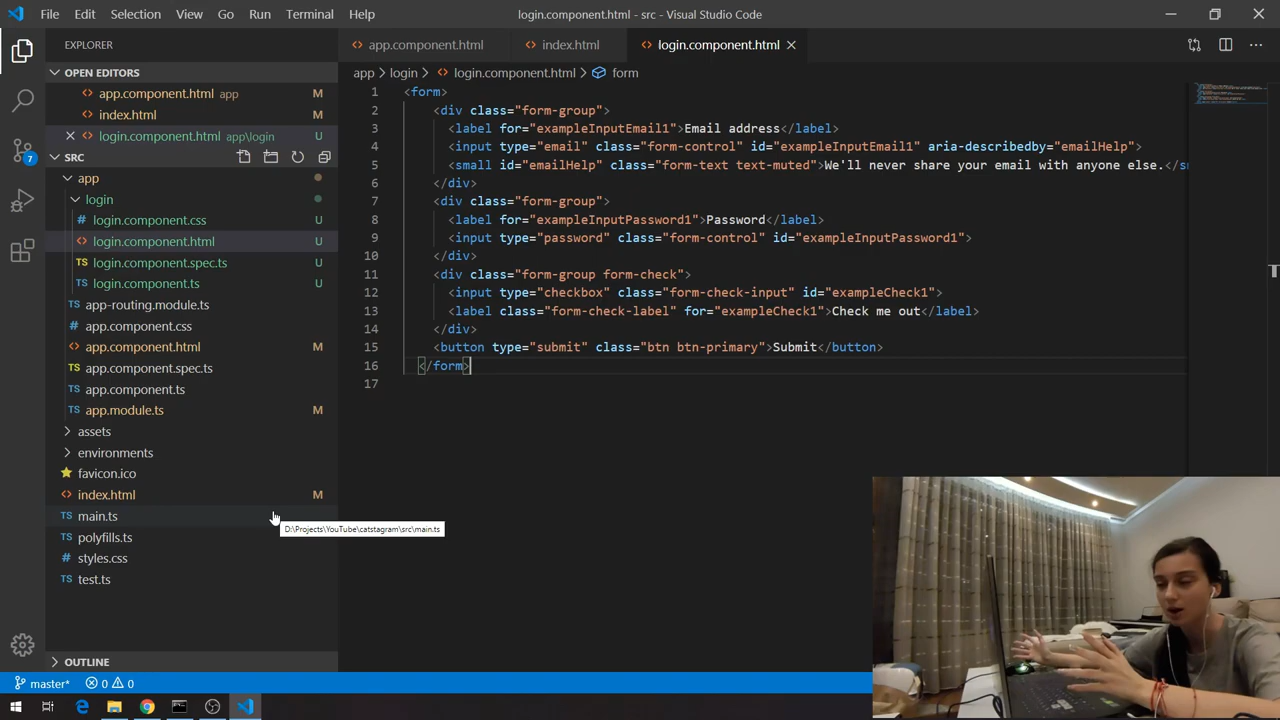 File Edit Selection View Go Run Terminal Help
login.component.html - src - Visual Studio Code
EXPLORER
OPEN EDITORS
app.component.html app M
index.html M
login.component.html app\login U
SRC
app
login
login.component.css U
login.component.html U
login.component.spec.ts U
login.component.ts U
app-routing.module.ts
app.component.css
app.component.html M
app.component.spec.ts
app.component.ts
app.module.ts M
assets
environments
favicon.ico
index.html M
main.ts
polyfills.ts
styles.css
test.ts
OUTLINE
D:\Projects\YouTube\catstagram\src\main.ts
app.component.html
index.html
login.component.html
app > login > login.component.html > form
1 <form>
2 <div class="form-group">
3 <label for="exampleInputEmail1">Email address</label>
4 <input type="email" class="form-control" id="exampleInputEmail1" aria-describedby="emailHelp">
5 <small id="emailHelp" class="form-text text-muted">We'll never share your email with anyone else.</s
6 </div>
7 <div class="form-group">
8 <label for="exampleInputPassword1">Password</label>
9 <input type="password" class="form-control" id="exampleInputPassword1">
10 </div>
11 <div class="form-group form-check">
12 <input type="checkbox" class="form-check-input" id="exampleCheck1">
13 <label class="form-check-label" for="exampleCheck1">Check me out</label>
14 </div>
15 <button type="submit" class="btn btn-primary">Submit</button>
16 </form>
17
7
master* 0 0